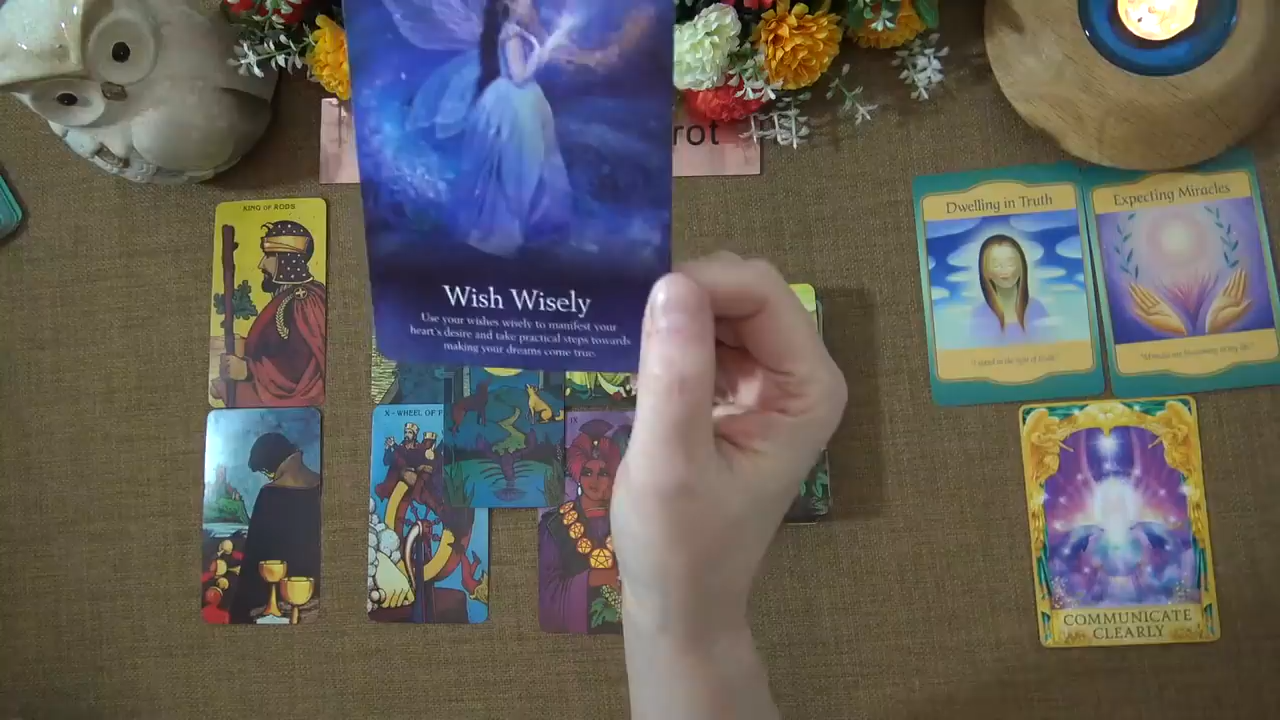 rot
KING OF RODS
Wish Wisely
Use your wishes wisely to manifest your
heart's desire and take practical steps towards
making your dreams come true.
X - WHEEL OF F
IX
Dwelling in Truth
Expecting Miracles
COMMUNICATE
CLEARLY